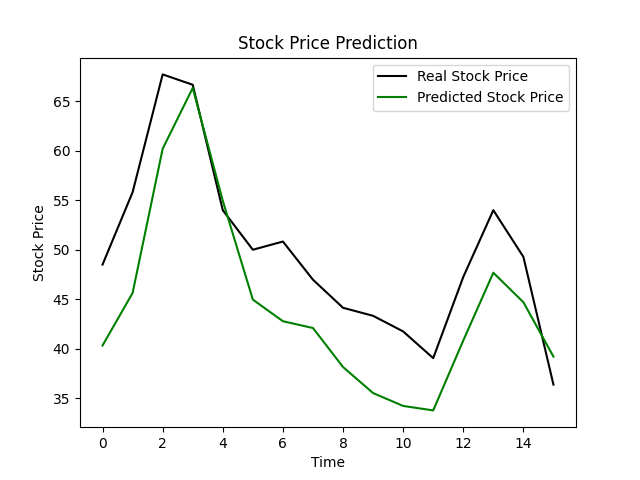 Stock Price Prediction
Real Stock Price
Predicted Stock Price
Stock Price
65
60
55
50
45
40
35
0 2 4 6 8 10 12 14
Time